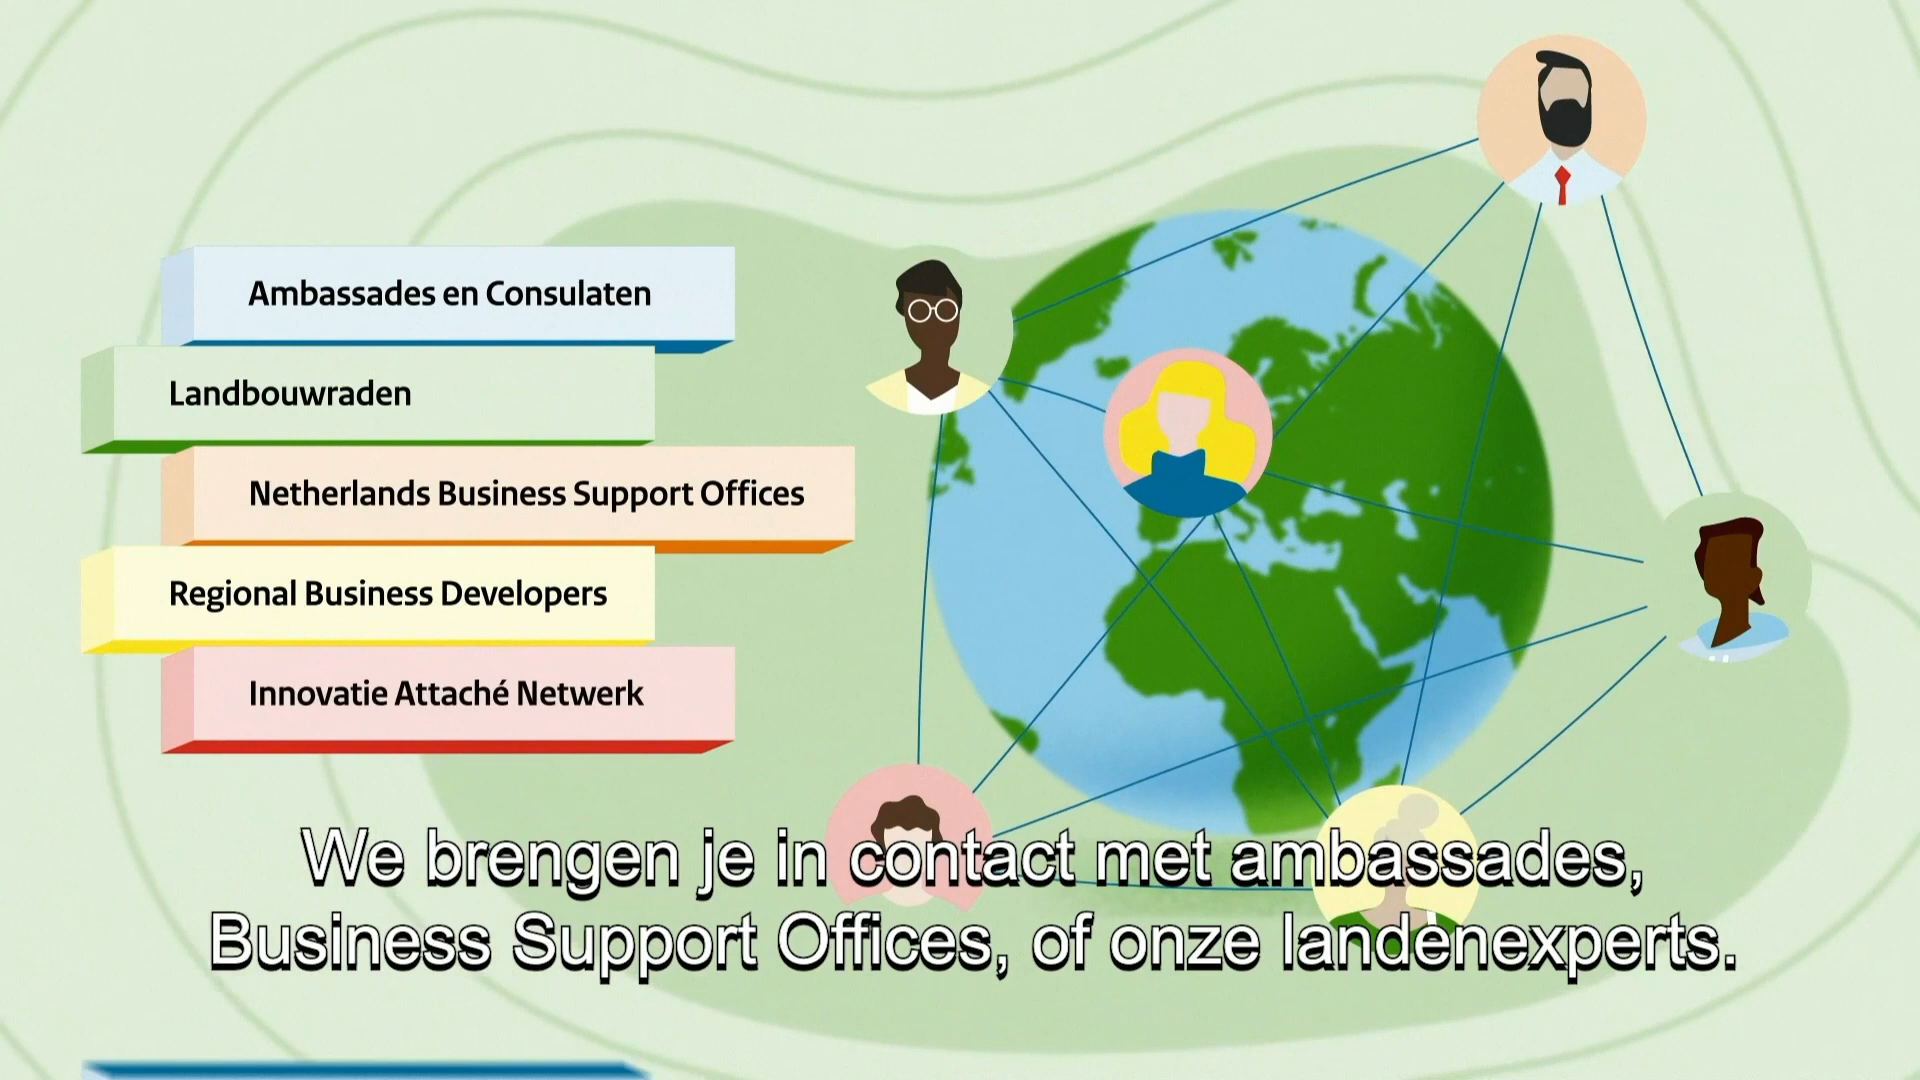 Ambassades en Consulaten
Landbouwraden
Netherlands Business Support Offices
Regional Business Developers
Innovatie Attaché Netwerk
We brengen je in contact met ambassades,
Business Support Offices, of onze landenexperts.